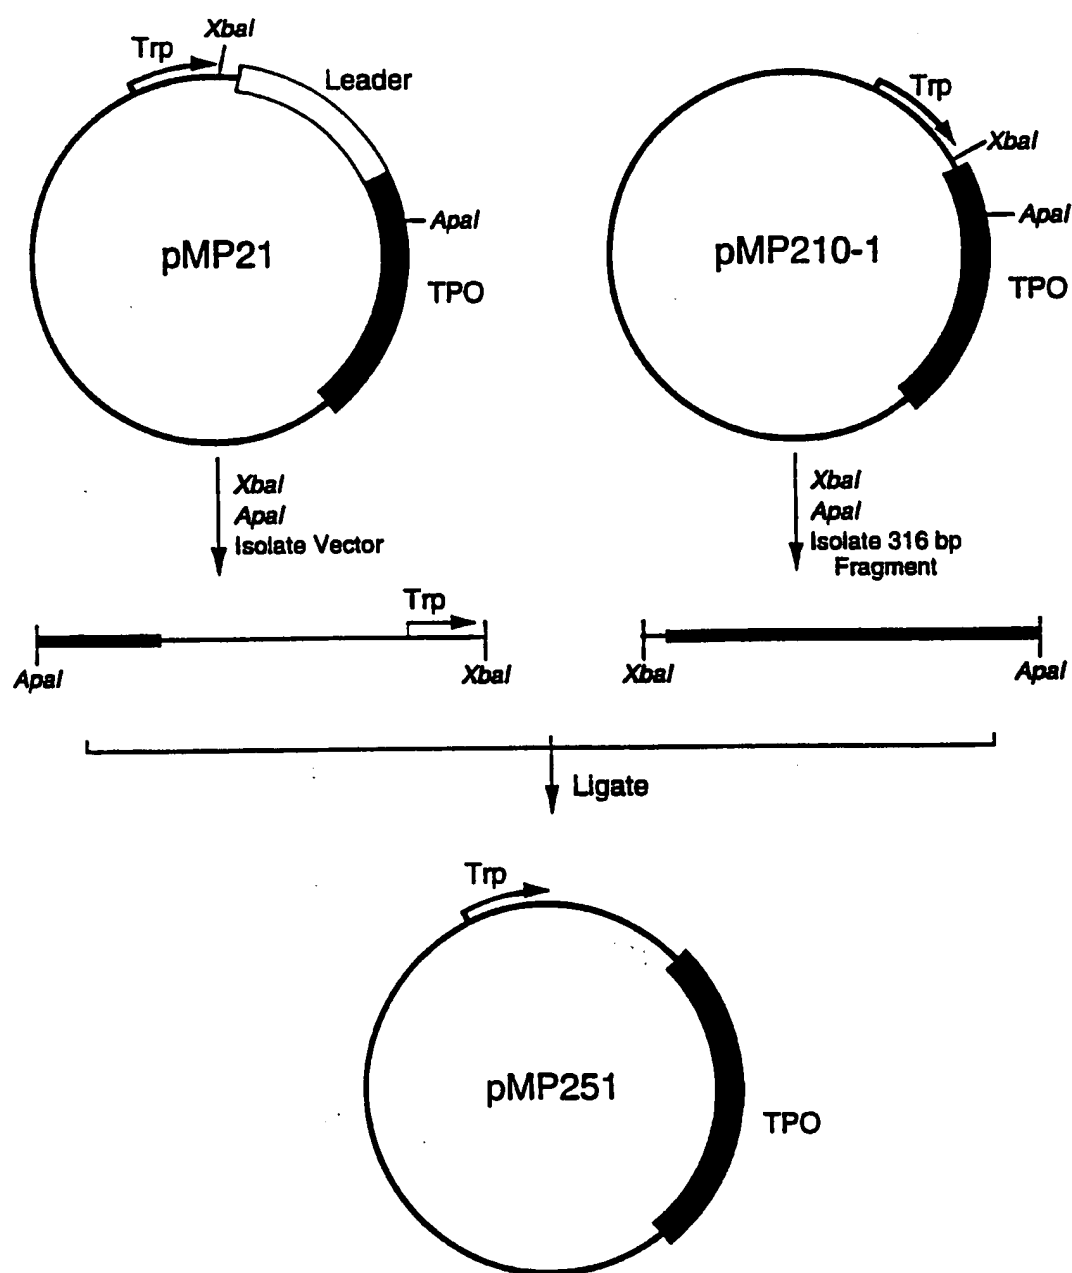 XbaI
Trp
Leader
ApaI
pMP21
TPO
Trp
XbaI
ApaI
pMP210-1
TPO
XbaI
ApaI
Isolate Vector
XbaI
ApaI
Isolate 316 bp
Fragment
Trp
ApaI
XbaI
XbaI
ApaI
Ligate
Trp
pMP251
TPO